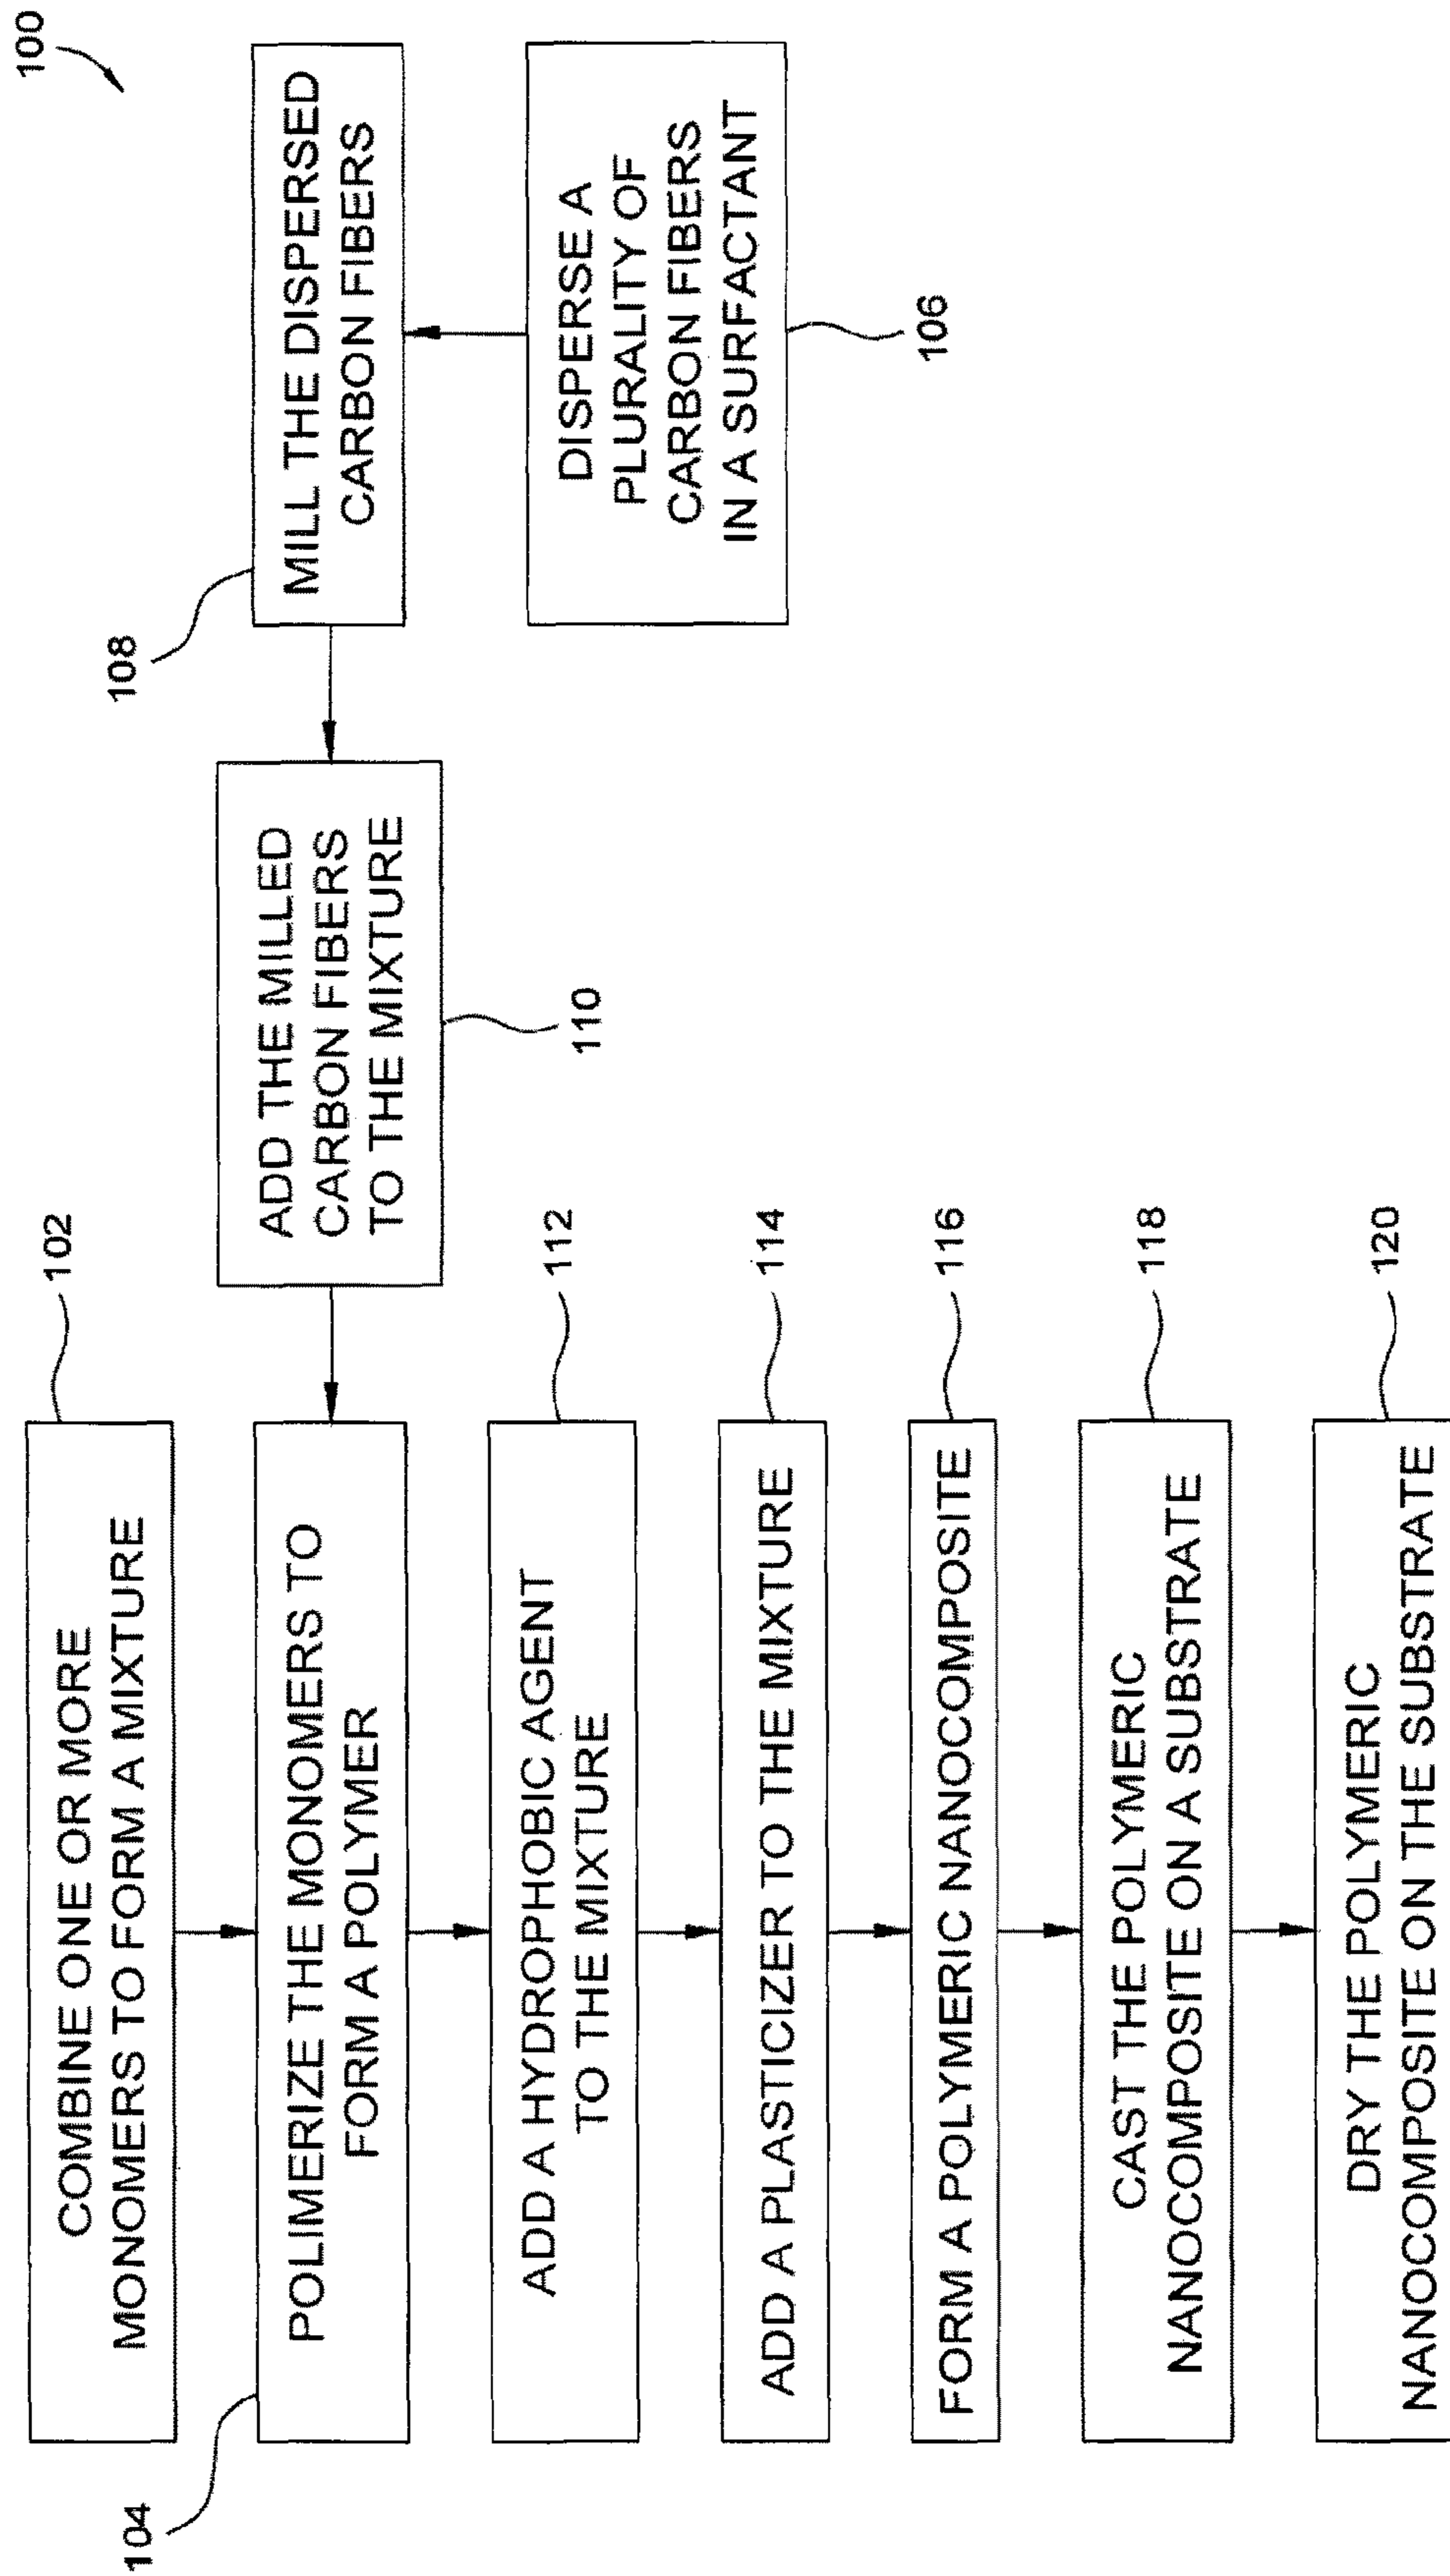 100
102
COMBINE ONE OR MORE
MONOMERS TO FORM A MIXTURE
104
POLIMERIZE THE MONOMERS TO
FORM A POLYMER
106
DISPERSE A
PLURALITY OF
CARBON FIBERS
IN A SURFACTANT
108
MILL THE DISPERSED
CARBON FIBERS
110
ADD THE MILLED
CARBON FIBERS
TO THE MIXTURE
112
ADD A HYDROPHOBIC AGENT
TO THE MIXTURE
114
ADD A PLASTICIZER TO THE MIXTURE
116
FORM A POLYMERIC NANOCOMPOSITE
118
CAST THE POLYMERIC
NANOCOMPOSITE ON A SUBSTRATE
120
DRY THE POLYMERIC
NANOCOMPOSITE ON THE SUBSTRATE